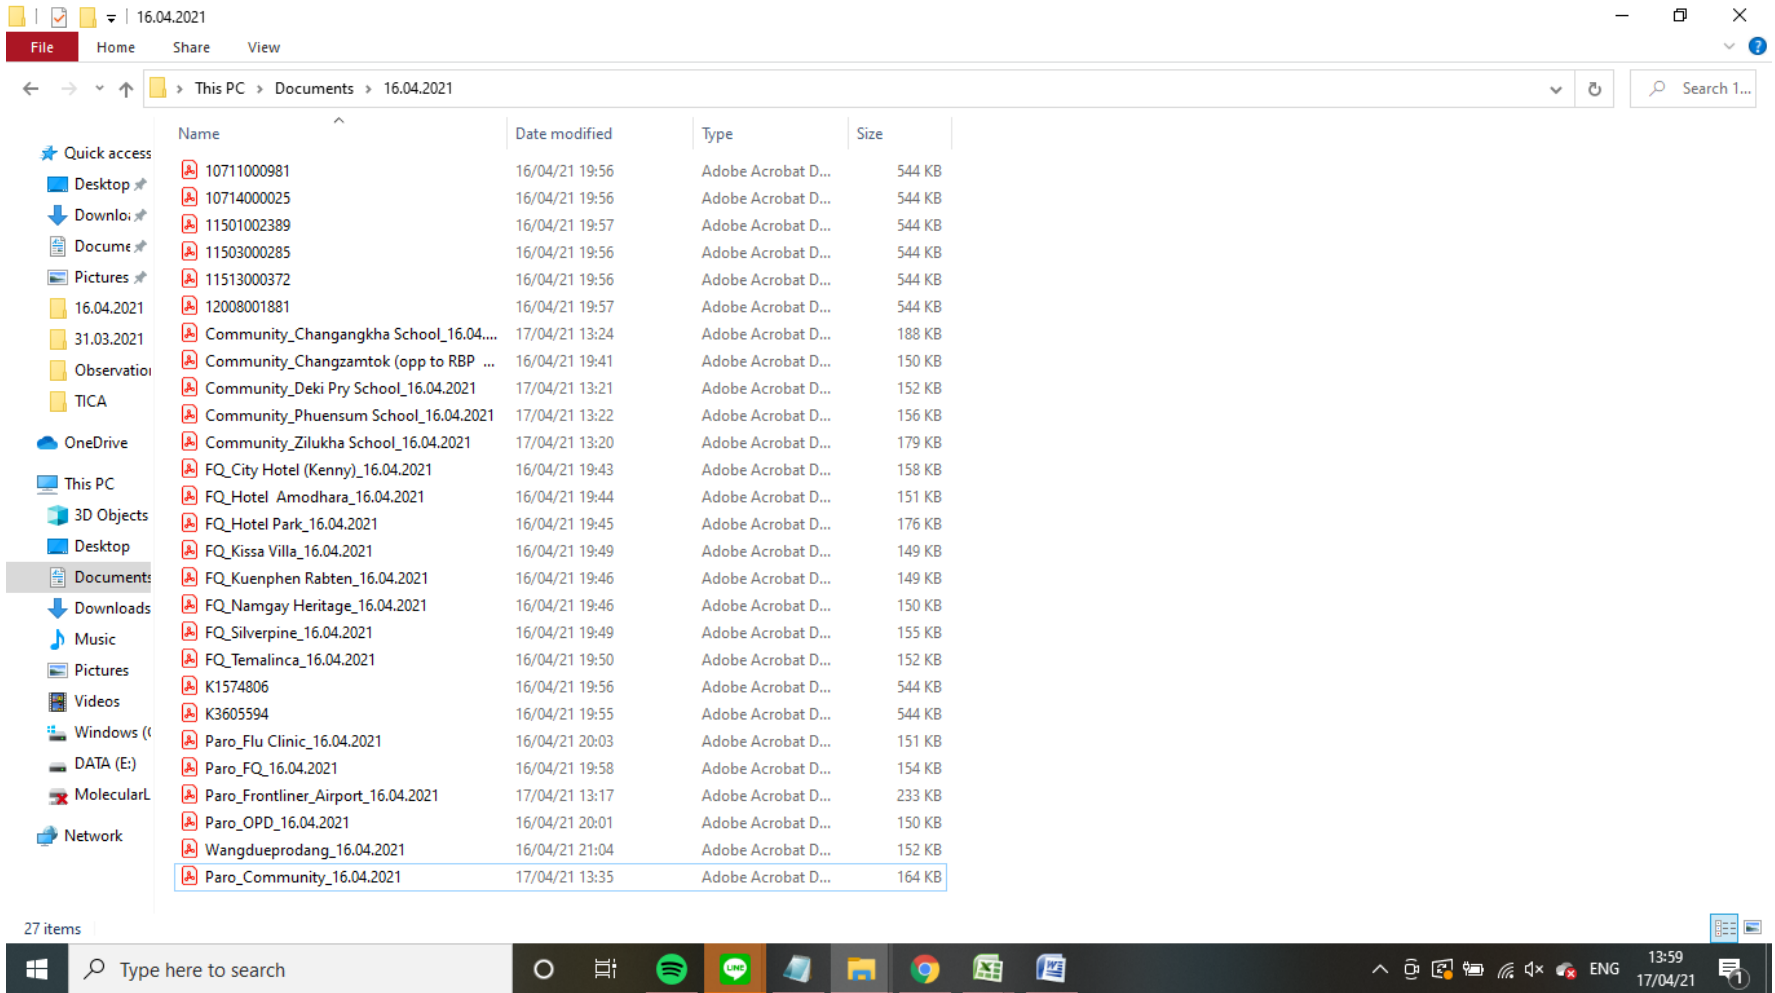 16.04.2021
File Home Share View
This PC > Documents > 16.04.2021
Search 1...
Name Date modified Type Size
Quick access
Desktop
Downloa
Docume
Pictures
16.04.2021
31.03.2021
Observation
TICA
OneDrive
This PC
3D Objects
Desktop
Documents
Downloads
Music
Pictures
Videos
Windows (C
DATA (E:)
MolecularL
Network
10711000981 16/04/21 19:56 Adobe Acrobat D... 544 KB
10714000025 16/04/21 19:56 Adobe Acrobat D... 544 KB
11501002389 16/04/21 19:57 Adobe Acrobat D... 544 KB
11503000285 16/04/21 19:56 Adobe Acrobat D... 544 KB
11513000372 16/04/21 19:56 Adobe Acrobat D... 544 KB
12008001881 16/04/21 19:57 Adobe Acrobat D... 544 KB
Community_Changangkha School_16.04.... 17/04/21 13:24 Adobe Acrobat D... 188 KB
Community_Changzamtok (opp to RBP ... 16/04/21 19:41 Adobe Acrobat D... 150 KB
Community_Deki Pry School_16.04.2021 17/04/21 13:21 Adobe Acrobat D... 152 KB
Community_Phuensum School_16.04.2021 17/04/21 13:22 Adobe Acrobat D... 156 KB
Community_Zilukha School_16.04.2021 17/04/21 13:20 Adobe Acrobat D... 179 KB
FQ_City Hotel (Kenny)_16.04.2021 16/04/21 19:43 Adobe Acrobat D... 158 KB
FQ_Hotel Amodhara_16.04.2021 16/04/21 19:44 Adobe Acrobat D... 151 KB
FQ_Hotel Park_16.04.2021 16/04/21 19:45 Adobe Acrobat D... 176 KB
FQ_Kissa Villa_16.04.2021 16/04/21 19:49 Adobe Acrobat D... 149 KB
FQ_Kuenphen Rabten_16.04.2021 16/04/21 19:46 Adobe Acrobat D... 149 KB
FQ_Namgay Heritage_16.04.2021 16/04/21 19:46 Adobe Acrobat D... 150 KB
FQ_Silverpine_16.04.2021 16/04/21 19:49 Adobe Acrobat D... 155 KB
FQ_Temalinca_16.04.2021 16/04/21 19:50 Adobe Acrobat D... 152 KB
K1574806 16/04/21 19:56 Adobe Acrobat D... 544 KB
K3605594 16/04/21 19:55 Adobe Acrobat D... 544 KB
Paro_Flu Clinic_16.04.2021 16/04/21 20:03 Adobe Acrobat D... 151 KB
Paro_FQ_16.04.2021 16/04/21 19:58 Adobe Acrobat D... 154 KB
Paro_Frontliner_Airport_16.04.2021 17/04/21 13:17 Adobe Acrobat D... 233 KB
Paro_OPD_16.04.2021 16/04/21 20:01 Adobe Acrobat D... 150 KB
Wangdueprodang_16.04.2021 16/04/21 21:04 Adobe Acrobat D... 152 KB
Paro_Community_16.04.2021 17/04/21 13:35 Adobe Acrobat D... 164 KB
27 items
Type here to search
LINE
ENG
13:59
17/04/21
1